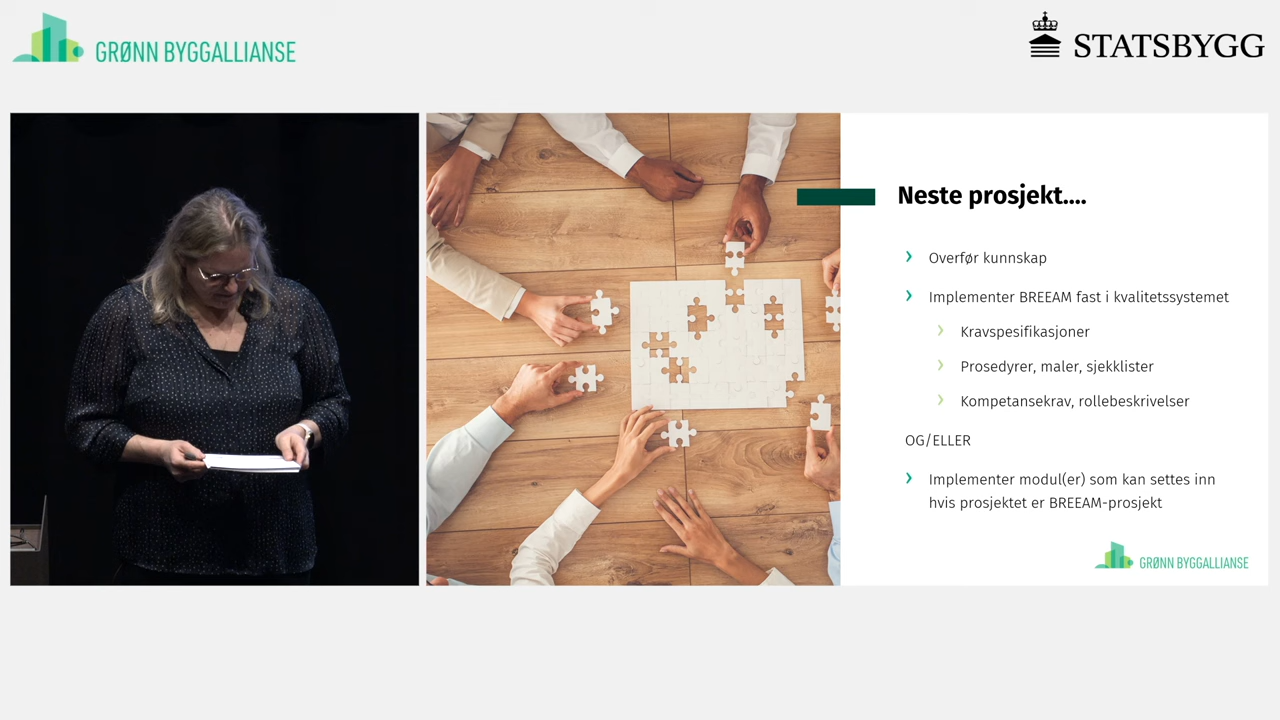 GRØNN BYGGALLIANSE
STATSBYGG
Neste prosjekt....
Overfør kunnskap
Implementer BREEAM fast i kvalitetssystemet
Kravspesifikasjoner
Prosedyrer, maler, sjekklister
Kompetansekrav, rollebeskrivelser
OG/ELLER
Implementer modul(er) som kan settes inn
hvis prosjektet er BREEAM-prosjekt
GRØNN BYGGALLIANSE